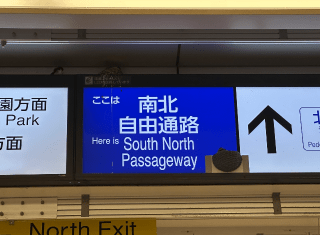 園方面
Park
方面
ここは
南北
自由通路
Here is
South North
Passageway
North Exit